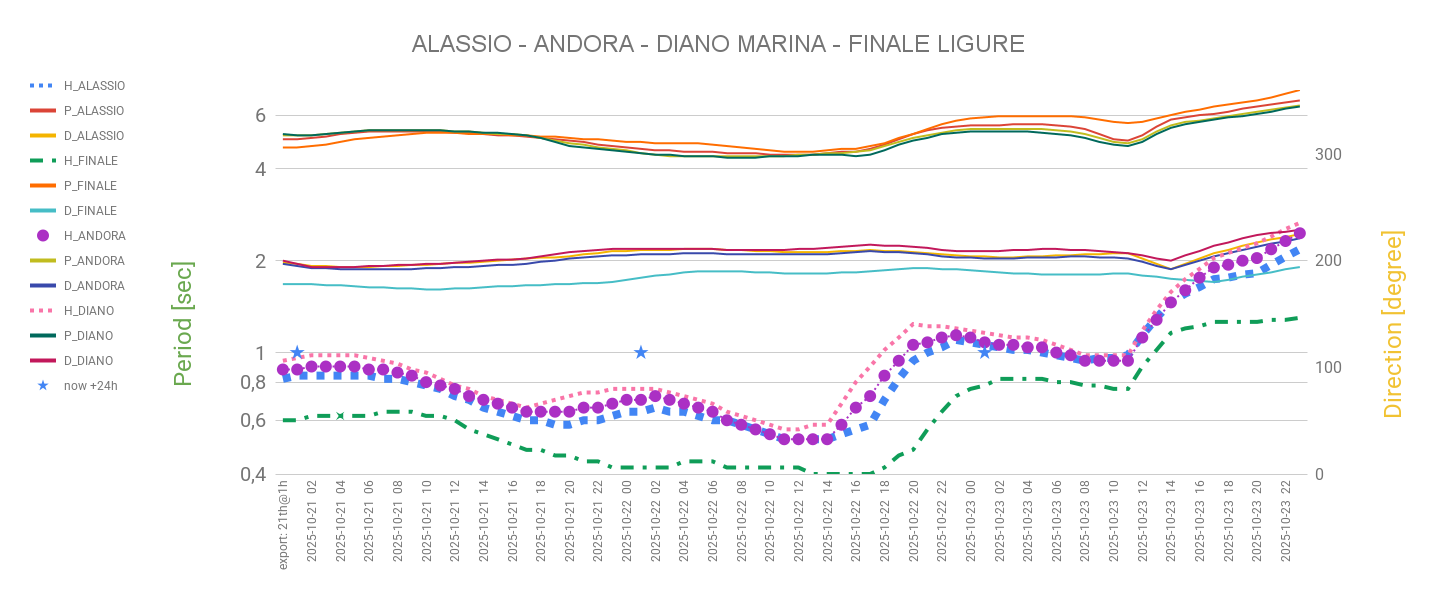 ALASSIO - ANDORA - DIANO MARINA - FINALE LIGURE
H_ALASSIO
P_ALASSIO
D_ALASSIO
H_FINALE
P_FINALE
D_FINALE
H_ANDORA
P_ANDORA
D_ANDORA
H_DIANO
P_DIANO
D_DIANO
now +24h
Period [sec]
6
4
2
1
0,8
0,6
0,4
300
200
100
0
Direction [degree]
export: 21th@1h
2025-10-21 02
2025-10-21 04
2025-10-21 06
2025-10-21 08
2025-10-21 10
2025-10-21 12
2025-10-21 14
2025-10-21 16
2025-10-21 18
2025-10-21 20
2025-10-21 22
2025-10-22 00
2025-10-22 02
2025-10-22 04
2025-10-22 06
2025-10-22 08
2025-10-22 10
2025-10-22 12
2025-10-22 14
2025-10-22 16
2025-10-22 18
2025-10-22 20
2025-10-22 22
2025-10-23 00
2025-10-23 02
2025-10-23 04
2025-10-23 06
2025-10-23 08
2025-10-23 10
2025-10-23 12
2025-10-23 14
2025-10-23 16
2025-10-23 18
2025-10-23 20
2025-10-23 22